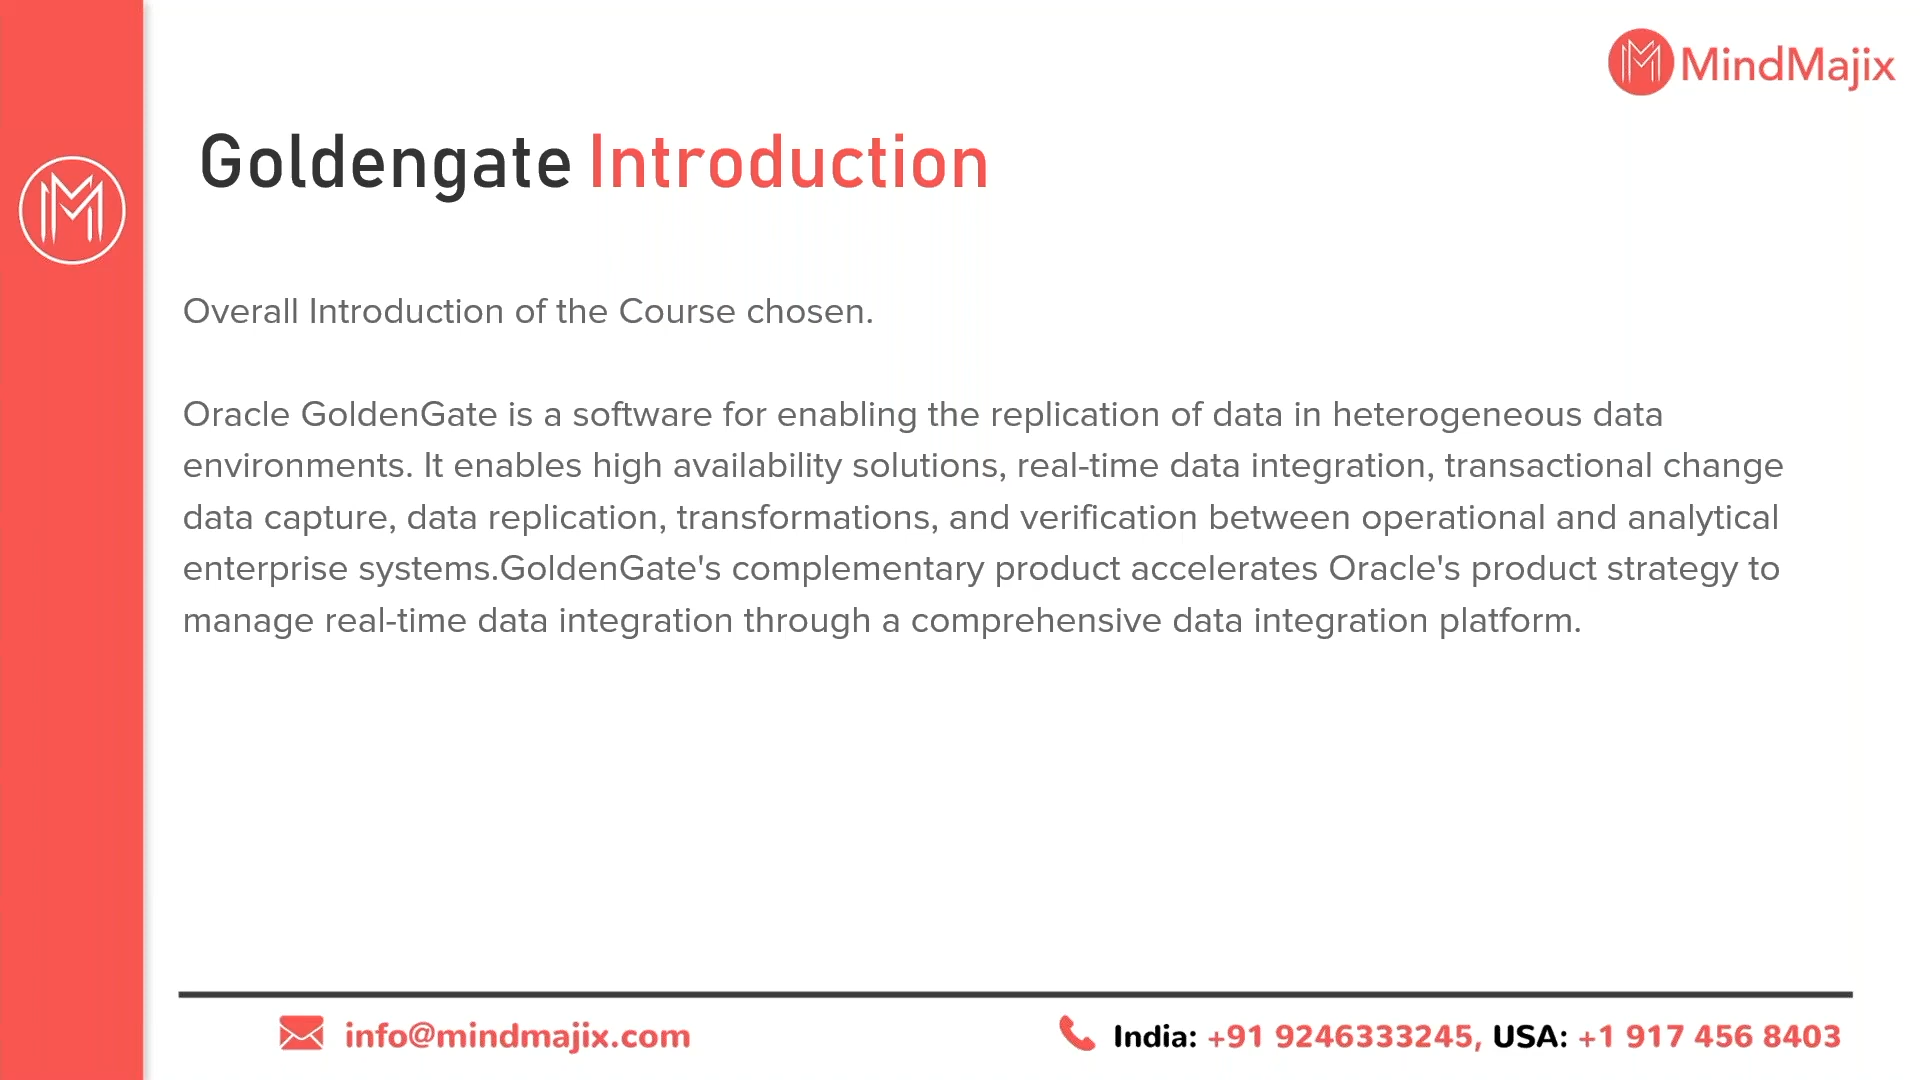 MindMajix
Goldengate Introduction
Overall Introduction of the Course chosen.
Oracle GoldenGate is a software for enabling the replication of data in heterogeneous data
environments. It enables high availability solutions, real-time data integration, transactional change
data capture, data replication, transformations, and verification between operational and analytical
enterprise systems.GoldenGate's complementary product accelerates Oracle's product strategy to
manage real-time data integration through a comprehensive data integration platform.
info@mindmajix.com
India: +91 9246333245, USA: +1 917 456 8403